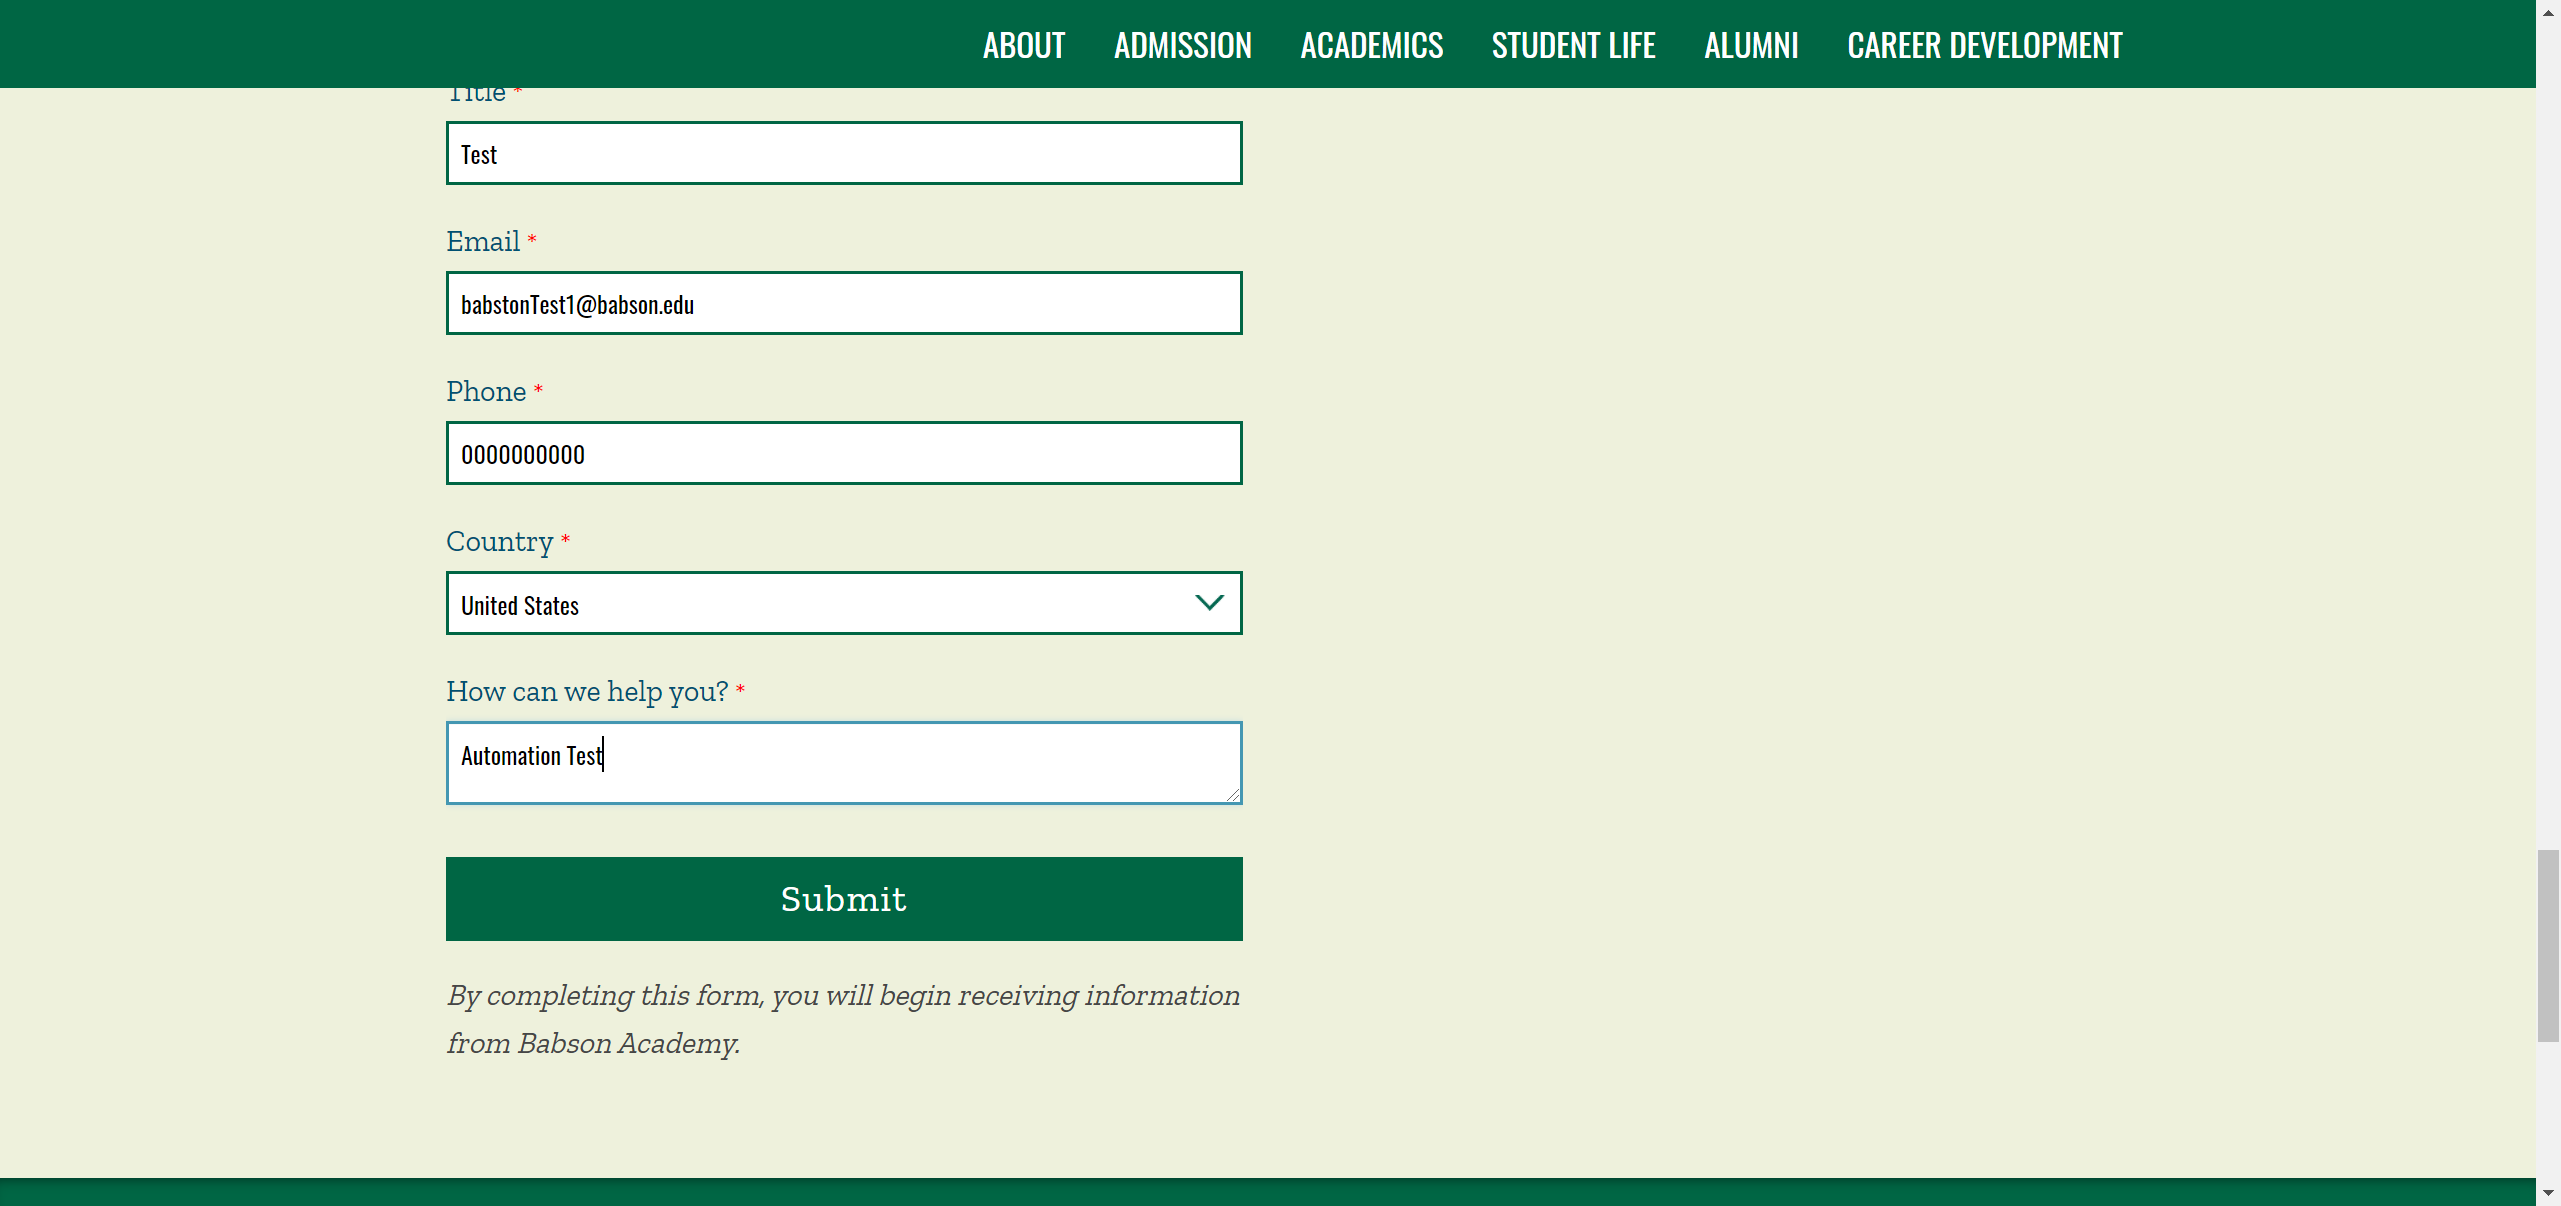 ABOUT ADMISSION ACADEMICS STUDENT LIFE ALUMNI CAREER DEVELOPMENT
Title *
Test
Email *
babstonTest1@babson.edu
Phone *
0000000000
Country *
United States
How can we help you? *
Automation Test
Submit
By completing this form, you will begin receiving information
from Babson Academy.